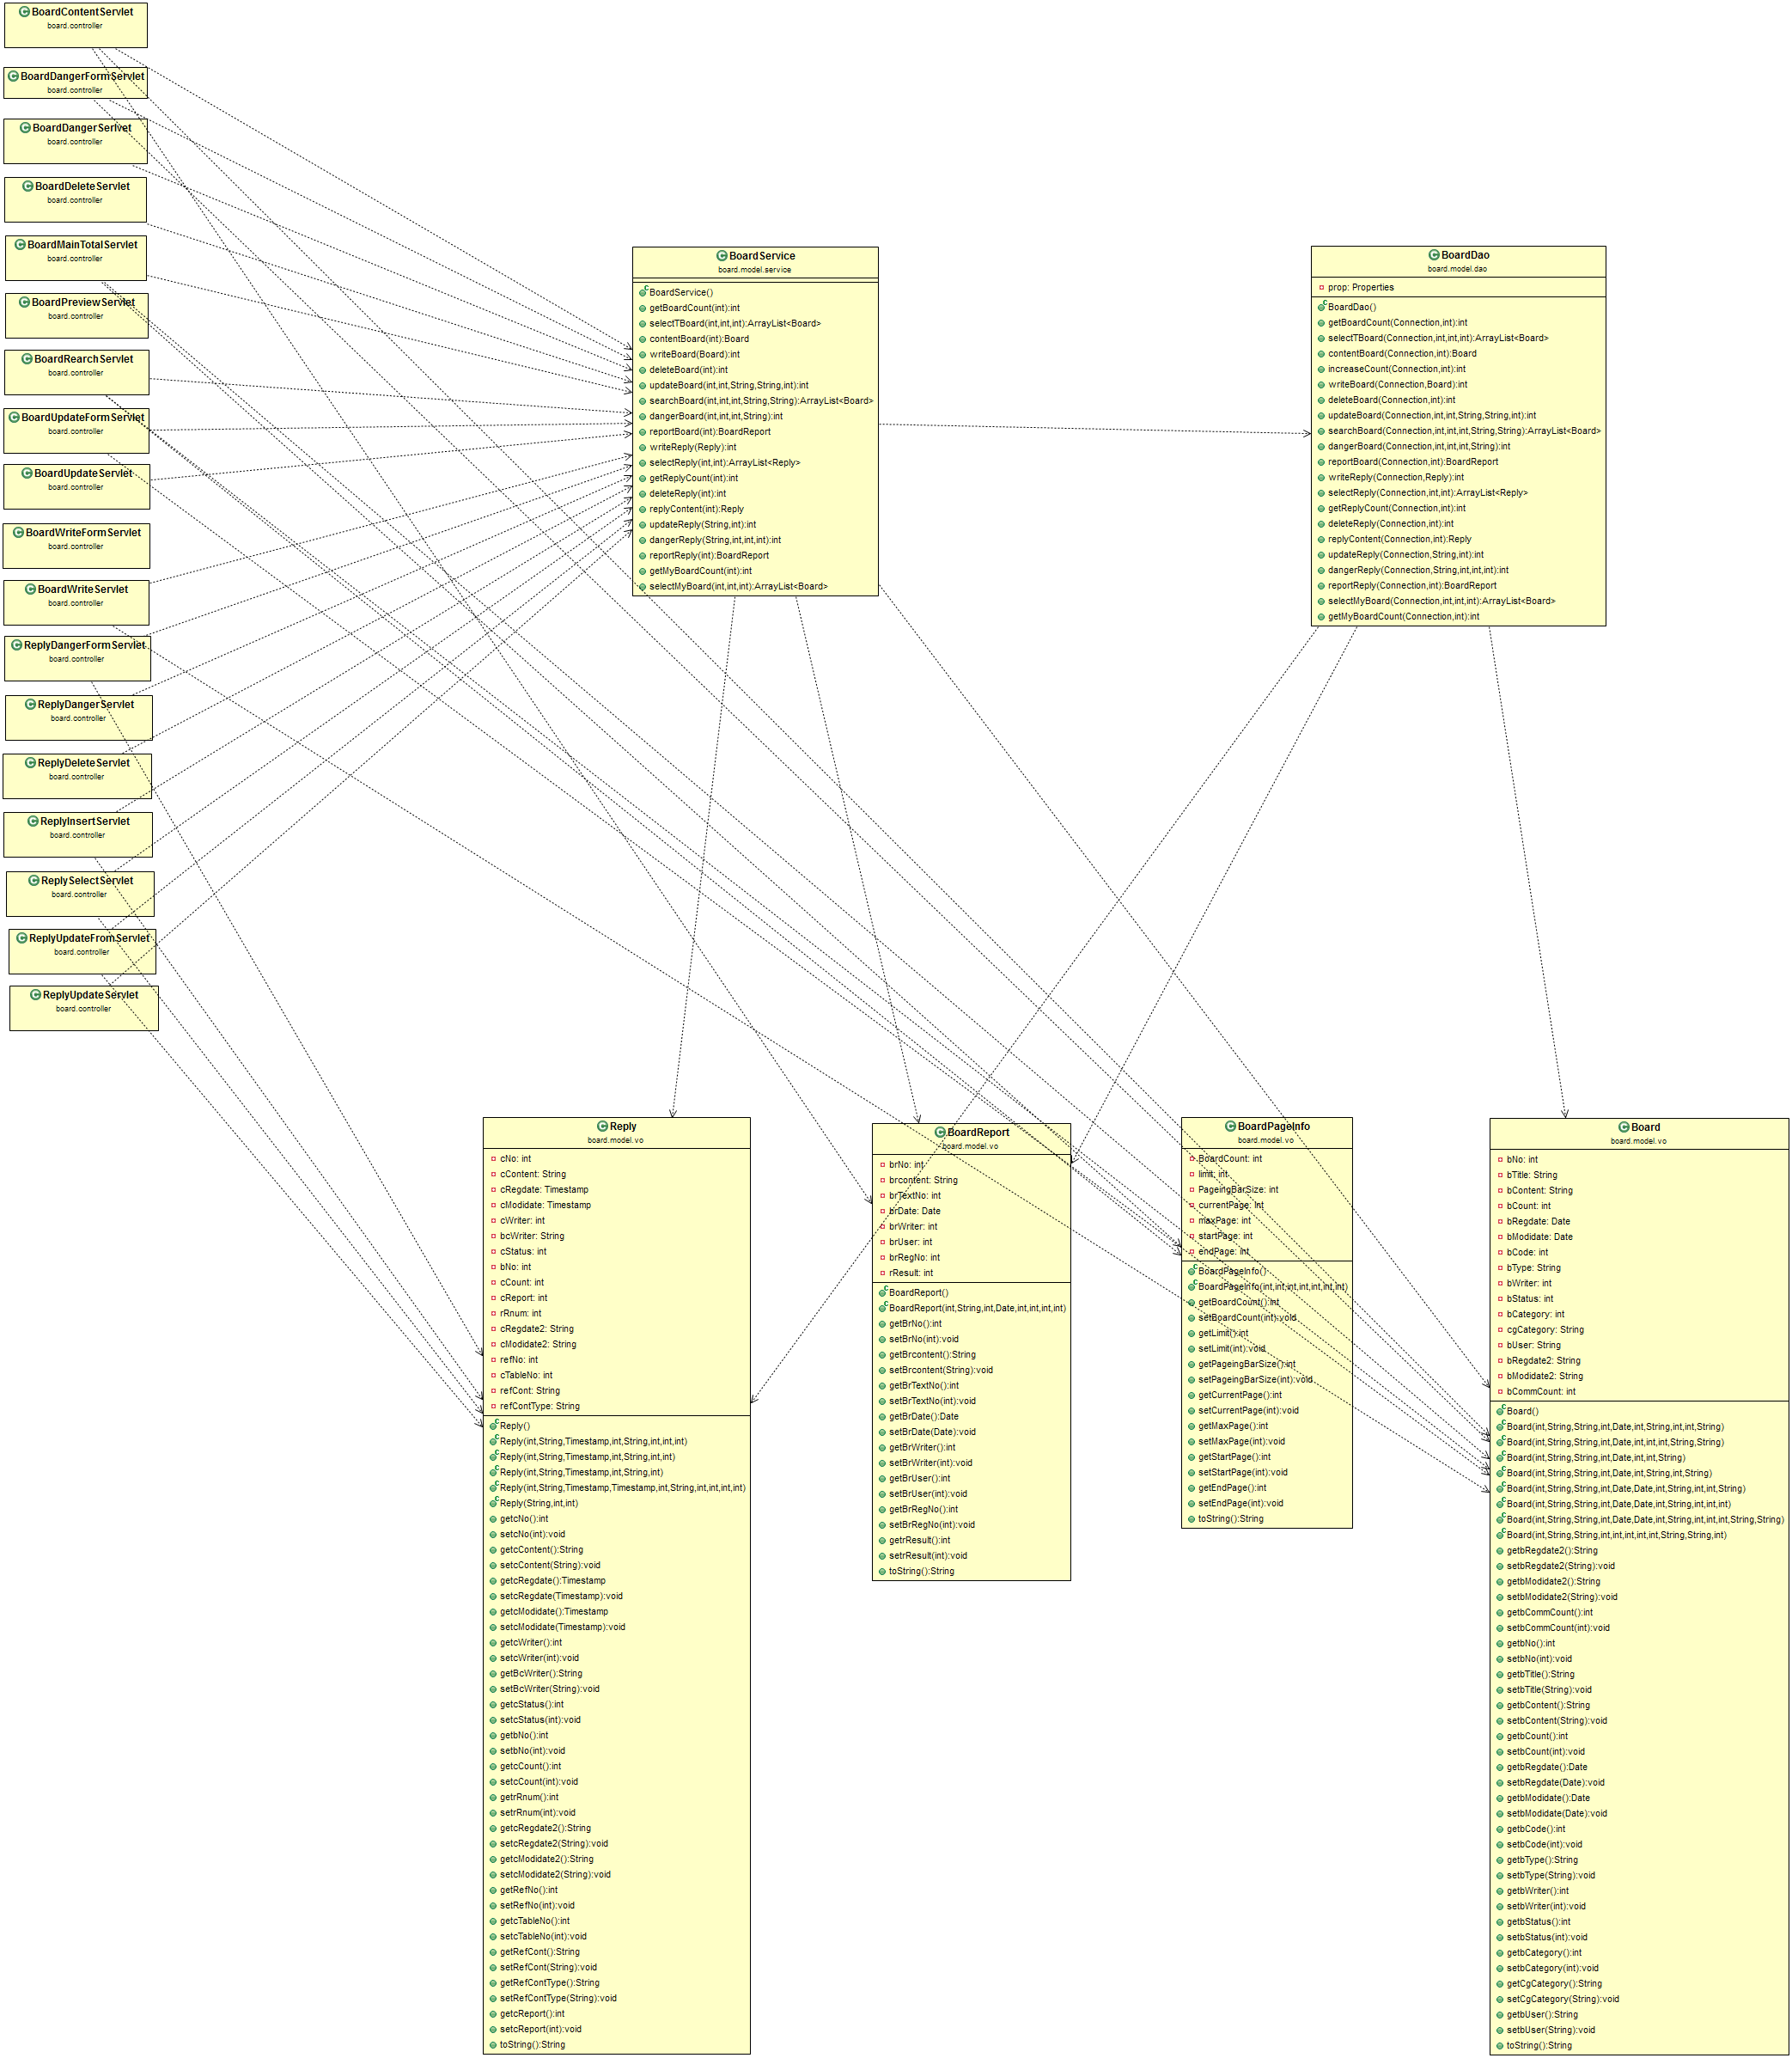 BoardContentServlet
board.controller
BoardDangerFormServlet
board.controller
BoardDangerServlet
board.controller
BoardDeleteServlet
board.controller
BoardMainTotalServlet
board.controller
BoardPreviewServlet
board.controller
BoardRearchServlet
board.controller
BoardUpdateFormServlet
board.controller
BoardUpdateServlet
board.controller
BoardWriteFormServlet
board.controller
BoardWriteServlet
board.controller
ReplyDangerFormServlet
board.controller
ReplyDangerServlet
board.controller
ReplyDeleteServlet
board.controller
ReplyInsertServlet
board.controller
ReplySelectServlet
board.controller
ReplyUpdateFromServlet
board.controller
ReplyUpdateServlet
board.controller
BoardService
board.model.service
BoardService()
getBoardCount(int):int
selectTBoard(int,int,int):ArrayList<Board>
contentBoard(int):Board
writeBoard(Board):int
deleteBoard(int):int
updateBoard(int,int,String,String,int):int
searchBoard(int,int,int,String,String):ArrayList<Board>
dangerBoard(int,int,int,String):int
reportBoard(int):BoardReport
writeReply(Reply):int
selectReply(int,int):ArrayList<Reply>
getReplyCount(int):int
deleteReply(int):int
replyContent(int):Reply
updateReply(String,int):int
dangerReply(String,int,int,int):int
reportReply(int):BoardReport
getMyBoardCount(int):int
selectMyBoard(int,int,int):ArrayList<Board>
BoardDao
board.model.dao
prop: Properties
BoardDao()
getBoardCount(Connection,int):int
selectTBoard(Connection,int,int,int):ArrayList<Board>
contentBoard(Connection,int):Board
increaseCount(Connection,int):int
writeBoard(Connection,Board):int
deleteBoard(Connection,int):int
updateBoard(Connection,int,int,String,String,int):int
searchBoard(Connection,int,int,int,String,String):ArrayList<Board>
dangerBoard(Connection,int,int,int,String):int
reportBoard(Connection,int):BoardReport
writeReply(Connection,Reply):int
selectReply(Connection,int,int):ArrayList<Reply>
getReplyCount(Connection,int):int
deleteReply(Connection,int):int
replyContent(Connection,int):Reply
updateReply(Connection,String,int):int
dangerReply(Connection,String,int,int,int):int
reportReply(Connection,int):BoardReport
selectMyBoard(Connection,int,int,int):ArrayList<Board>
getMyBoardCount(Connection,int):int
Reply
board.model.vo
cNo: int
cContent: String
cRegdate: Timestamp
cModidate: Timestamp
cWriter: int
bcWriter: String
cStatus: int
bNo: int
cCount: int
cReport: int
rRnum: int
cRegdate2: String
cModidate2: String
refNo: int
cTableNo: int
refCont: String
refContType: String
Reply()
Reply(int,String,Timestamp,int,String,int,int,int)
Reply(int,String,Timestamp,int,String,int,int)
Reply(int,String,Timestamp,int,String,int)
Reply(int,String,Timestamp,Timestamp,int,String,int,int,int,int)
Reply(String,int,int)
getcNo():int
setcNo(int):void
getcContent():String
setcContent(String):void
getcRegdate():Timestamp
setcRegdate(Timestamp):void
getcModidate():Timestamp
setcModidate(Timestamp):void
getcWriter():int
setcWriter(int):void
getBcWriter():String
setBcWriter(String):void
getcStatus():int
setcStatus(int):void
getbNo():int
setbNo(int):void
getcCount():int
setcCount(int):void
getrRnum():int
setrRnum(int):void
getcRegdate2():String
setcRegdate2(String):void
getcModidate2():String
setcModidate2(String):void
getRefNo():int
setRefNo(int):void
getcTableNo():int
setcTableNo(int):void
getRefCont():String
setRefCont(String):void
getRefContType():String
setRefContType(String):void
getcReport():int
setcReport(int):void
toString():String
BoardReport
board.model.vo
brNo: int
brcontent: String
brTextNo: int
brDate: Date
brWriter: int
brUser: int
brRegNo: int
rResult: int
BoardReport()
BoardReport(int,String,int,Date,int,int,int,int)
getBrNo():int
setBrNo(int):void
getBrcontent():String
setBrcontent(String):void
getBrTextNo():int
setBrTextNo(int):void
getBrDate():Date
setBrDate(Date):void
getBrWriter():int
setBrWriter(int):void
getBrUser():int
setBrUser(int):void
getBrRegNo():int
setBrRegNo(int):void
getrResult():int
setrResult(int):void
toString():String
BoardPageInfo
board.model.vo
BoardCount: int
limit: int
PageingBarSize: int
currentPage: int
maxPage: int
startPage: int
endPage: int
BoardPageInfo()
BoardPageInfo(int,int,int,int,int,int,int)
getBoardCount():int
setBoardCount(int):void
getLimit():int
setLimit(int):void
getPageingBarSize():int
setPageingBarSize(int):void
getCurrentPage():int
setCurrentPage(int):void
getMaxPage():int
setMaxPage(int):void
getStartPage():int
setStartPage(int):void
getEndPage():int
setEndPage(int):void
toString():String
Board
board.model.vo
bNo: int
bTitle: String
bContent: String
bCount: int
bRegdate: Date
bModidate: Date
bCode: int
bType: String
bWriter: int
bStatus: int
bCategory: int
cgCategory: String
bUser: String
bRegdate2: String
bModidate2: String
bCommCount: int
Board()
Board(int,String,String,int,Date,int,String,int,int,String)
Board(int,String,String,int,Date,int,int,int,String,String)
Board(int,String,String,int,Date,int,int,String)
Board(int,String,String,int,Date,int,String,int,String)
Board(int,String,String,int,Date,Date,int,String,int,int,String)
Board(int,String,String,int,Date,Date,int,String,int,int,int)
Board(int,String,String,int,Date,Date,int,String,int,int,int,String,String)
Board(int,String,String,int,int,int,int,int,String,String,int)
getbRegdate2():String
setbRegdate2(String):void
getbModidate2():String
setbModidate2(String):void
getbCommCount():int
setbCommCount(int):void
getbNo():int
setbNo(int):void
getbTitle():String
setbTitle(String):void
getbContent():String
setbContent(String):void
getbCount():int
setbCount(int):void
getbRegdate():Date
setbRegdate(Date):void
getbModidate():Date
setbModidate(Date):void
getbCode():int
setbCode(int):void
getbType():String
setbType(String):void
getbWriter():int
setbWriter(int):void
getbStatus():int
setbStatus(int):void
getbCategory():int
setbCategory(int):void
getCgCategory():String
setCgCategory(String):void
getbUser():String
setbUser(String):void
toString():String